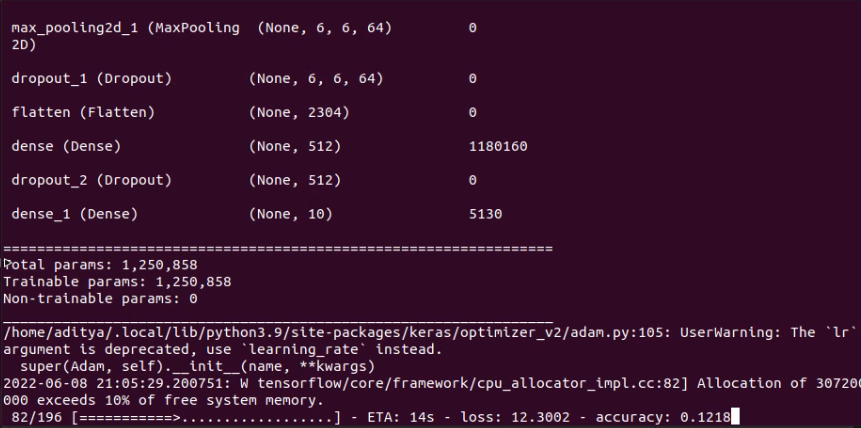 max_pooling2d_1 (MaxPooling  (None, 6, 6, 64)         0
2D)
dropout_1 (Dropout)         (None, 6, 6, 64)          0
flatten (Flatten)           (None, 2304)              0
dense (Dense)               (None, 512)               1180160
dropout_2 (Dropout)         (None, 512)               0
dense_1 (Dense)             (None, 10)                5130
=================================================================
Total params: 1,250,858
Trainable params: 1,250,858
Non-trainable params: 0
_________________________________________________________________
/home/aditya/.local/lib/python3.9/site-packages/keras/optimizer_v2/adam.py:105: UserWarning: The `lr`
argument is deprecated, use `learning_rate` instead.
super(Adam, self).__init__(name, **kwargs)
2022-06-08 21:05:29.200751: W tensorflow/core/framework/cpu_allocator_impl.cc:82] Allocation of 307200
000 exceeds 10% of free system memory.
82/196 [===========>..................] - ETA: 14s - loss: 12.3002 - accuracy: 0.1218